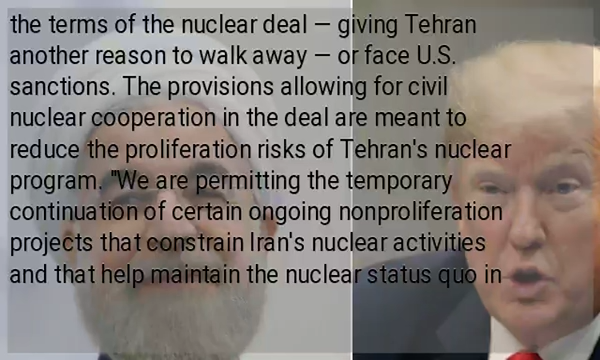 the terms of the nuclear deal — giving Tehran
another reason to walk away — or face U.S.
sanctions. The provisions allowing for civil
nuclear cooperation in the deal are meant to
reduce the proliferation risks of Tehran's nuclear
program. "We are permitting the temporary
continuation of certain ongoing nonproliferation
projects that constrain Iran's nuclear activities
and that help maintain the nuclear status quo in